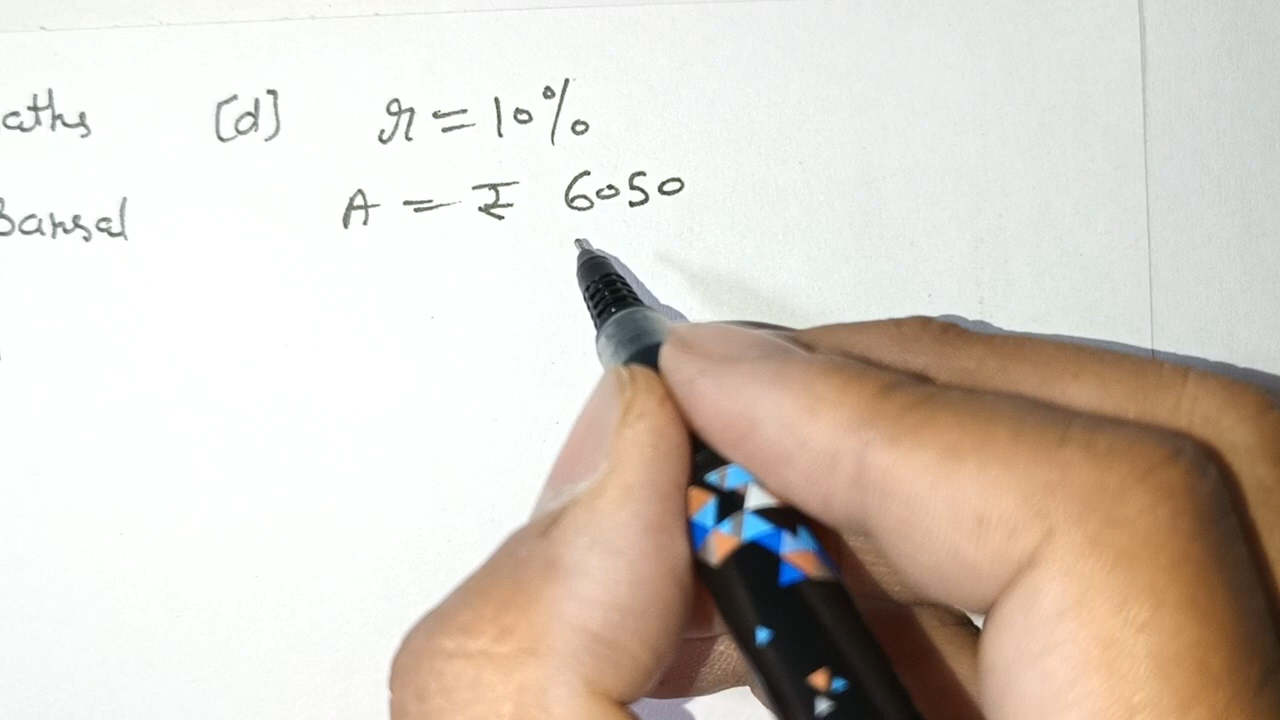 aths [d] r = 10%
Bansal A = ₹ 6050